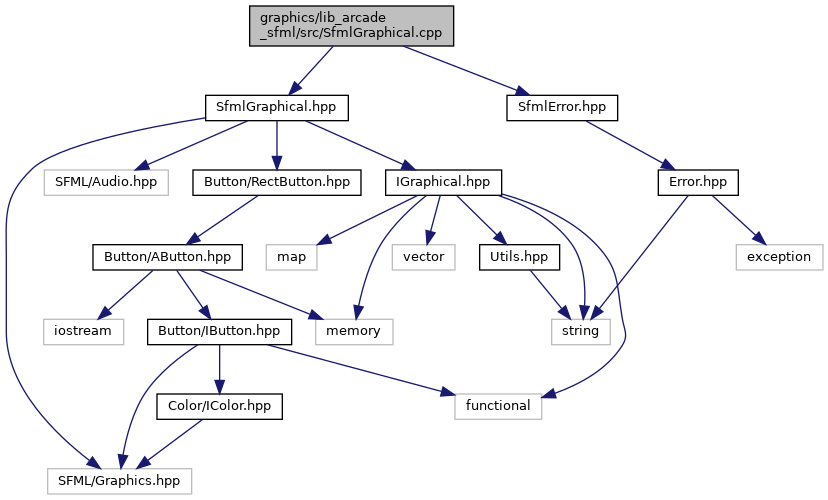 graphics/lib_arcade
_sfml/src/SfmlGraphical.cpp
SfmlGraphical.hpp
SfmlError.hpp
SFML/Audio.hpp
Button/RectButton.hpp
IGraphical.hpp
Error.hpp
Button/AButton.hpp
map
vector
Utils.hpp
exception
iostream
Button/IButton.hpp
memory
string
Color/IColor.hpp
functional
SFML/Graphics.hpp